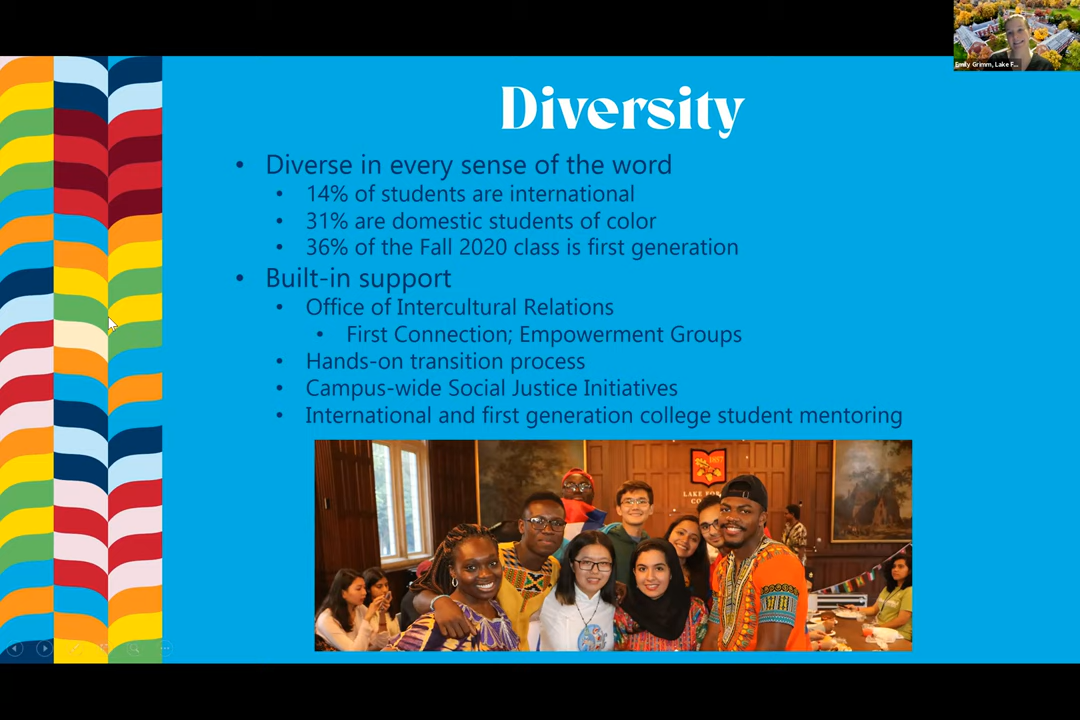 Emily Grimm, Lake F...
Diversity
• Diverse in every sense of the word
• 14% of students are international
• 31% are domestic students of color
• 36% of the Fall 2020 class is first generation
• Built-in support
• Office of Intercultural Relations
• First Connection; Empowerment Groups
• Hands-on transition process
• Campus-wide Social Justice Initiatives
• International and first generation college student mentoring
LAKE FOR
CO